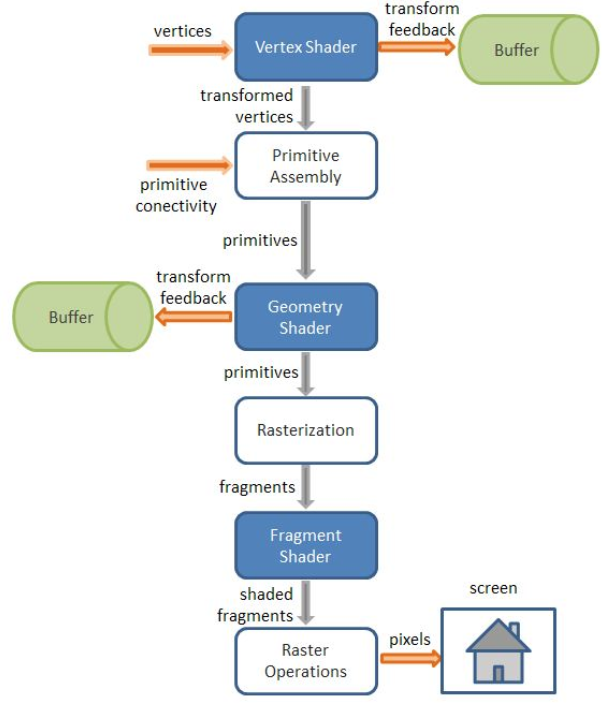 transform
feedback
vertices
Vertex Shader
Buffer
transformed
vertices
Primitive
Assembly
primitive
conectivity
primitives
transform
feedback
Buffer
Geometry
Shader
primitives
Rasterization
fragments
Fragment
Shader
shaded
fragments
screen
Raster
Operations
pixels